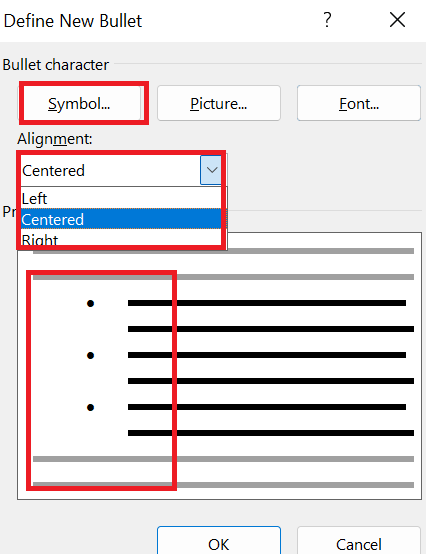 Define New Bullet ? ×
Bullet character
Symbol... Picture... Font...
Alignment:
Centered
Left
Centered
Right
Pr
OK Cancel